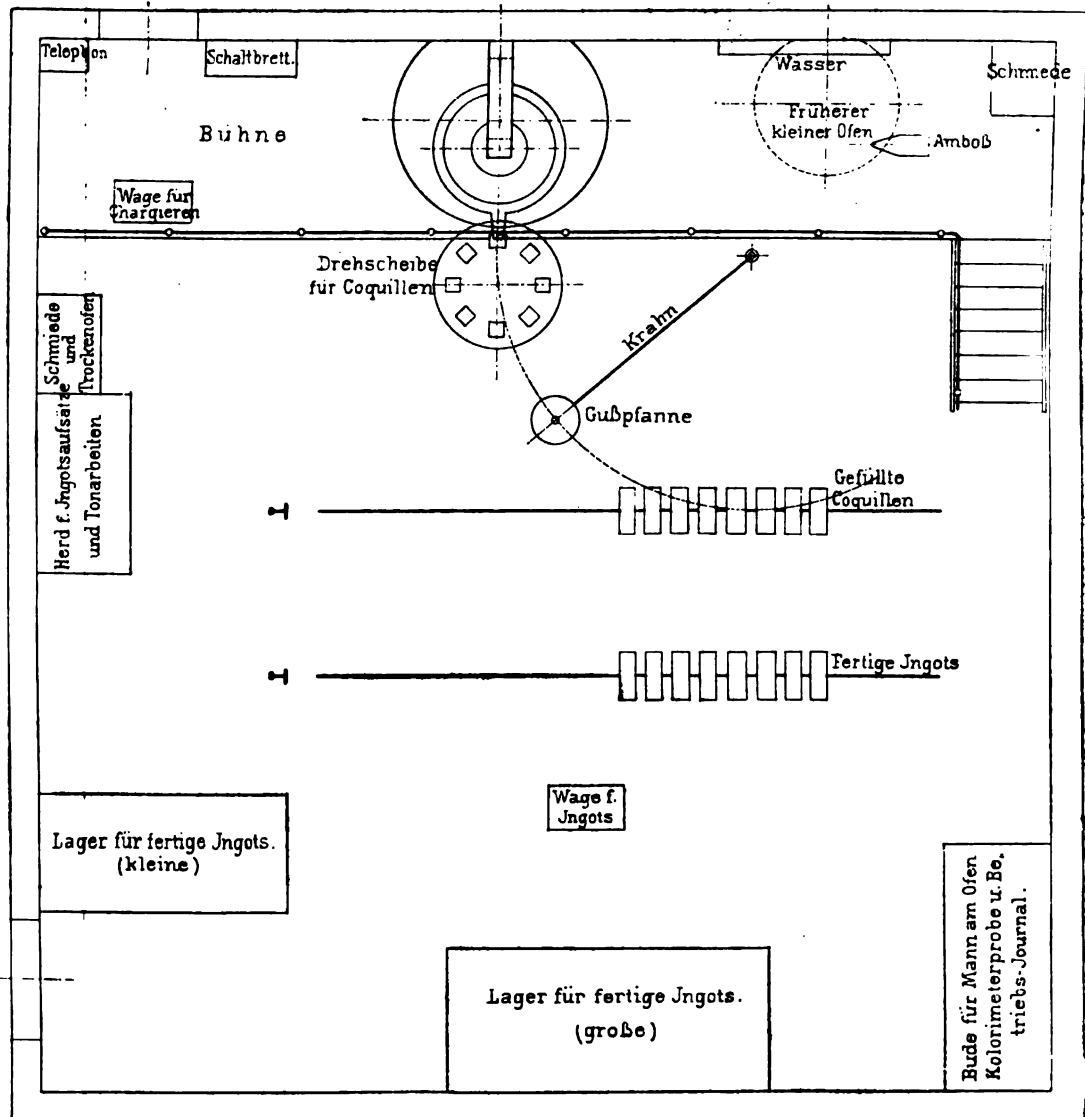 Telephon
Schaltbrett.
Wasser
Schmiede
Früherer
kleiner Ofen
Amboß
Bühne
Wage für
Chargieren
Drehscheibe
für Coquillen
Krahn
Schmiede
und
Trockenofen
Gußpfanne
Herd f. Jngotsaufsätze
und Tonarbeiten
Gefüllte
Coquillen
Fertige Jngots
Wage f.
Jngots
Lager für fertige Jngots.
(kleine)
Lager für fertige Jngots.
(große)
Bude für Mann am Ofen
Kolorimeterprobe u. Be,
triebs-Journal.